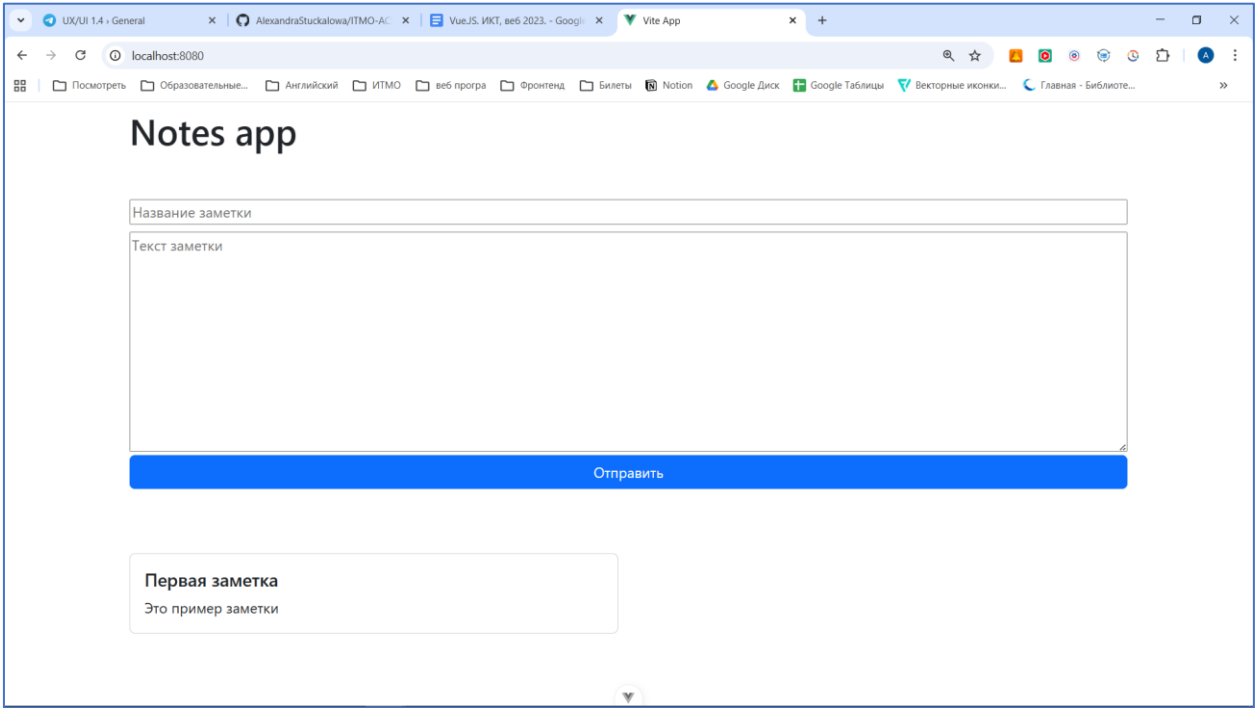 UX/UI 1.4 › General
AlexandraStuckalowa/ITMO-AC
VueJS. ИКТ, веб 2023. - Googl
Vite App
localhost:8080
A
Посмотреть
Образовательные...
Английский
ИТМО
веб програ
Фронтенд
Билеты
Notion
Google Диск
Google Таблицы
Векторные иконки...
Главная - Библиоте...
Notes app
Название заметки
Текст заметки
Отправить
Первая заметка
Это пример заметки